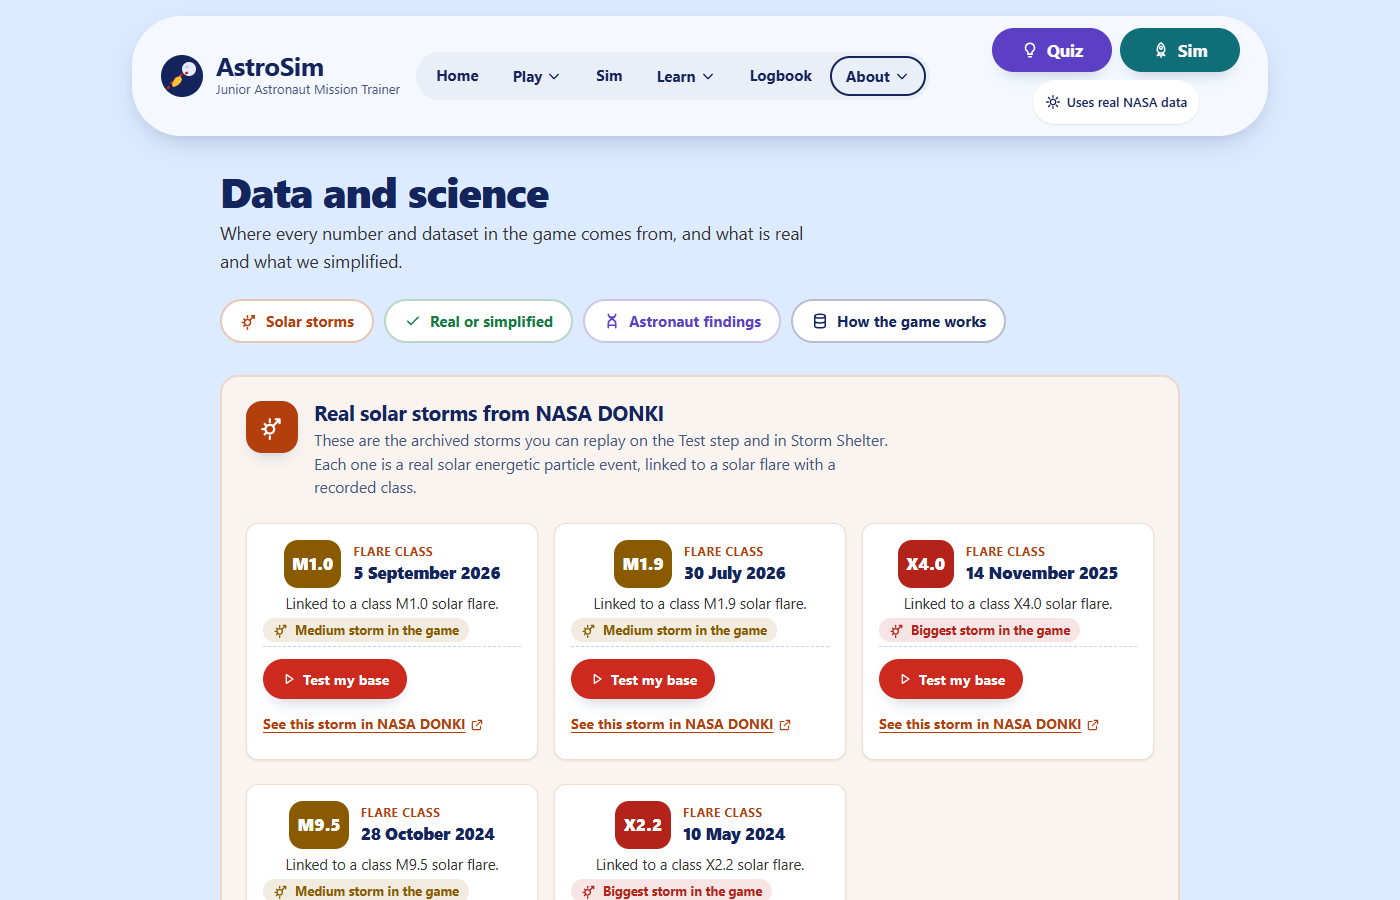 AstroSim
Junior Astronaut Mission Trainer
Home
Play
Sim
Learn
Logbook
About
Quiz
Sim
Uses real NASA data
Data and science
Where every number and dataset in the game comes from, and what is real
and what we simplified.
Solar storms
Real or simplified
Astronaut findings
How the game works
Real solar storms from NASA DONKI
These are the archived storms you can replay on the Test step and in Storm Shelter.
Each one is a real solar energetic particle event, linked to a solar flare with a
recorded class.
M1.0
FLARE CLASS
5 September 2026
Linked to a class M1.0 solar flare.
Medium storm in the game
Test my base
See this storm in NASA DONKI
M1.9
FLARE CLASS
30 July 2026
Linked to a class M1.9 solar flare.
Medium storm in the game
Test my base
See this storm in NASA DONKI
X4.0
FLARE CLASS
14 November 2025
Linked to a class X4.0 solar flare.
Biggest storm in the game
Test my base
See this storm in NASA DONKI
M9.5
FLARE CLASS
28 October 2024
Linked to a class M9.5 solar flare.
Medium storm in the game
X2.2
FLARE CLASS
10 May 2024
Linked to a class X2.2 solar flare.
Biggest storm in the game